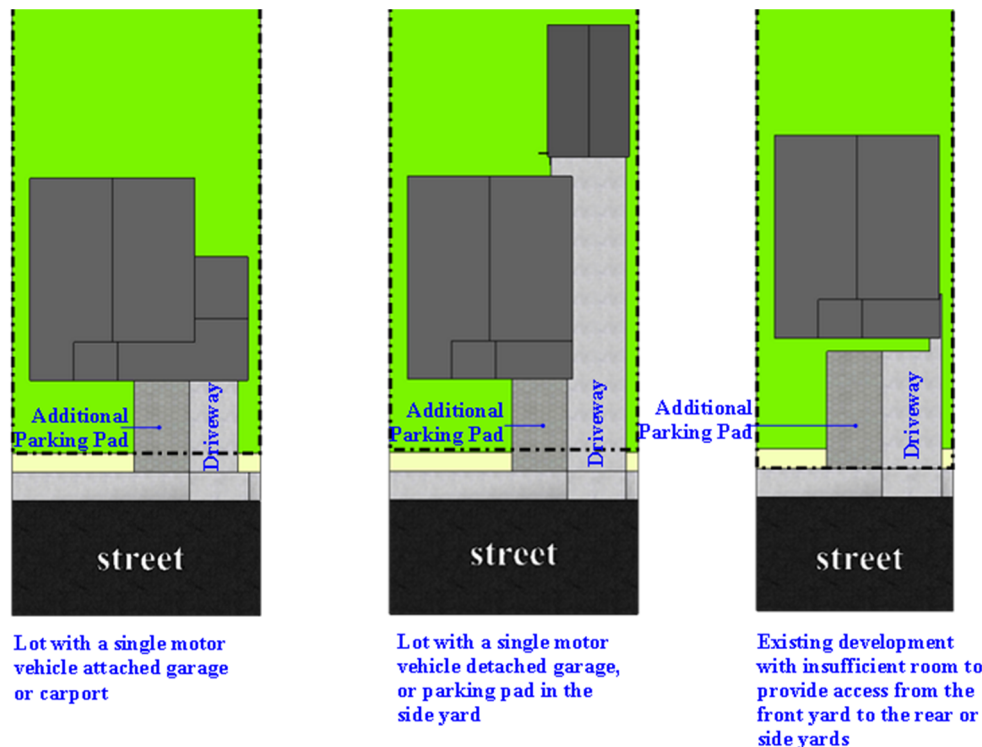 Additional
Parking Pad
Driveway
street
Lot with a single motor
vehicle attached garage
or carport
Additional
Parking Pad
Driveway
street
Lot with a single motor
vehicle detached garage,
or parking pad in the
side yard
Additional
Parking Pad
Driveway
street
Existing development
with insufficient room to
provide access from the
front yard to the rear or
side yards